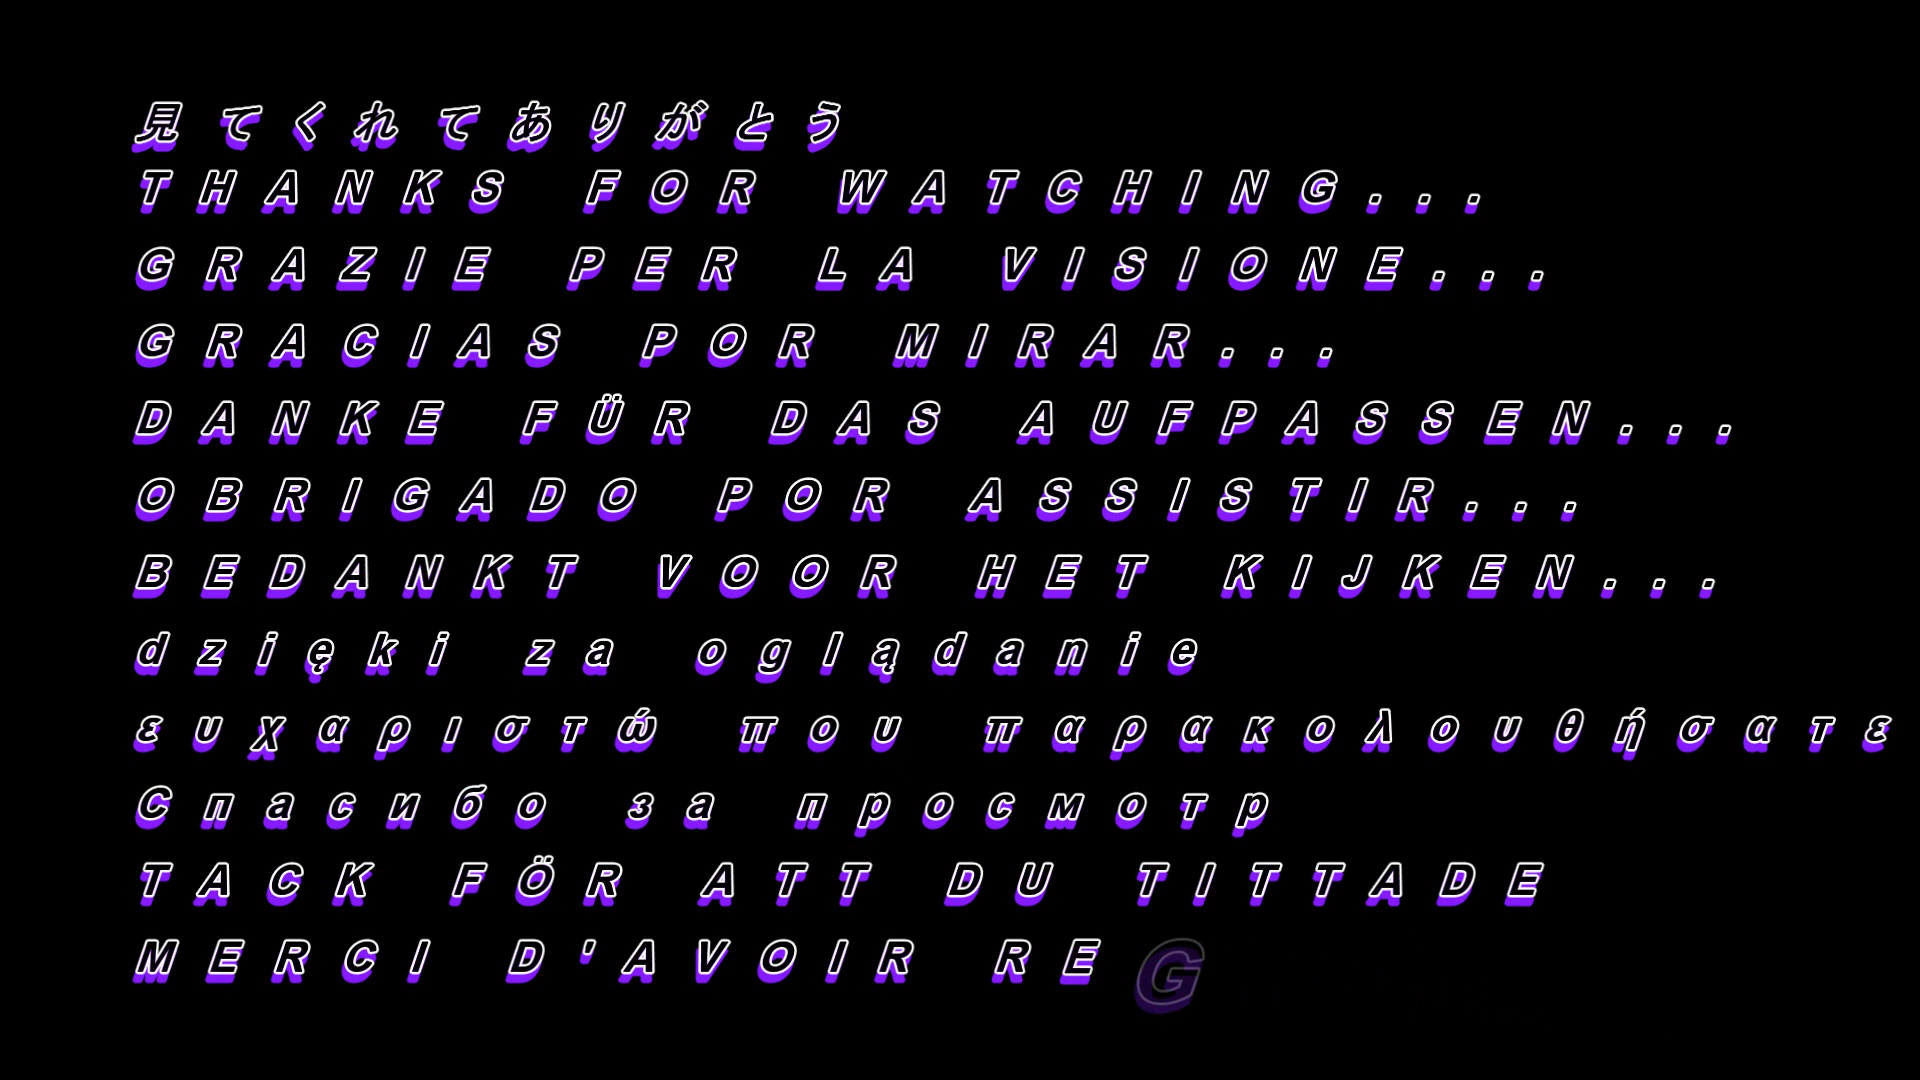 見てくれてありがとう
THANKS FOR WATCHING...
GRAZIE PER LA VISIONE...
GRACIAS POR MIRAR...
DANKE FÜR DAS AUFPASSEN...
OBRIGADO POR ASSISTIR...
BEDANKT VOOR HET KIJKEN...
dzięki za oglądanie
ευχαριστώ που παρακολουθήσατε
Спасибо за просмотр
TACK FÖR ATT DU TITTADE
MERCI D'AVOIR REG